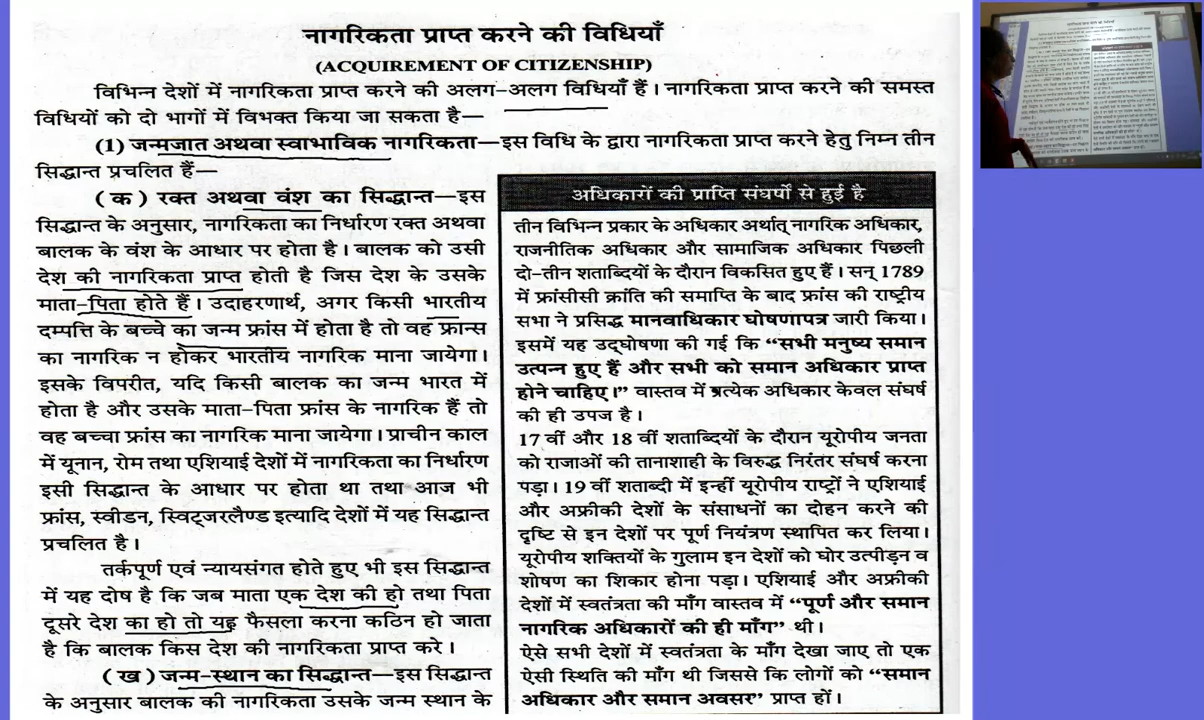 नागरिकता प्राप्त करने की विधियाँ
(ACQUIREMENT OF CITIZENSHIP)
विभिन्न देशों में नागरिकता प्राप्त करने की अलग-अलग विधियाँ हैं। नागरिकता प्राप्त करने की समस्त
विधियों को दो भागों में विभक्त किया जा सकता है—
(1) जन्मजात अथवा स्वाभाविक नागरिकता—इस विधि के द्वारा नागरिकता प्राप्त करने हेतु निम्न तीन
सिद्धान्त प्रचलित हैं—
(क) रक्त अथवा वंश का सिद्धान्त—इस
सिद्धान्त के अनुसार, नागरिकता का निर्धारण रक्त अथवा
बालक के वंश के आधार पर होता है। बालक को उसी
देश की नागरिकता प्राप्त होती है जिस देश के उसके
माता-पिता होते हैं। उदाहरणार्थ, अगर किसी भारतीय
दम्पत्ति के बच्चे का जन्म फ्रांस में होता है तो वह फ्रान्स
का नागरिक न होकर भारतीय नागरिक माना जायेगा।
इसके विपरीत, यदि किसी बालक का जन्म भारत में
होता है और उसके माता-पिता फ्रांस के नागरिक हैं तो
वह बच्चा फ्रांस का नागरिक माना जायेगा। प्राचीन काल
में यूनान, रोम तथा एशियाई देशों में नागरिकता का निर्धारण
इसी सिद्धान्त के आधार पर होता था तथा आज भी
फ्रांस, स्वीडन, स्विट्जरलैण्ड इत्यादि देशों में यह सिद्धान्त
प्रचलित है।
तर्कपूर्ण एवं न्यायसंगत होते हुए भी इस सिद्धान्त
में यह दोष है कि जब माता एक देश की हो तथा पिता
दूसरे देश का हो तो यह फैसला करना कठिन हो जाता
है कि बालक किस देश की नागरिकता प्राप्त करे।
(ख) जन्म-स्थान का सिद्धान्त—इस सिद्धान्त
के अनुसार बालक की नागरिकता उसके जन्म स्थान के
अधिकारों की प्राप्ति संघर्षों से हुई है
तीन विभिन्न प्रकार के अधिकार अर्थात् नागरिक अधिकार,
राजनीतिक अधिकार और सामाजिक अधिकार पिछली
दो-तीन शताब्दियों के दौरान विकसित हुए हैं। सन् 1789
में फ्रांसीसी क्रांति की समाप्ति के बाद फ्रांस की राष्ट्रीय
सभा ने प्रसिद्ध मानवाधिकार घोषणापत्र जारी किया।
इसमें यह उद्घोषणा की गई कि “सभी मनुष्य समान
उत्पन्न हुए हैं और सभी को समान अधिकार प्राप्त
होने चाहिए।” वास्तव में प्रत्येक अधिकार केवल संघर्ष
की ही उपज है।
17 वीं और 18 वीं शताब्दियों के दौरान यूरोपीय जनता
को राजाओं की तानाशाही के विरुद्ध निरंतर संघर्ष करना
पड़ा। 19 वीं शताब्दी में इन्हीं यूरोपीय राष्ट्रों ने एशियाई
और अफ्रीकी देशों के संसाधनों का दोहन करने की
दृष्टि से इन देशों पर पूर्ण नियंत्रण स्थापित कर लिया।
यूरोपीय शक्तियों के गुलाम इन देशों को घोर उत्पीड़न व
शोषण का शिकार होना पड़ा। एशियाई और अफ्रीकी
देशों में स्वतंत्रता की माँग वास्तव में “पूर्ण और समान
नागरिक अधिकारों की ही माँग” थी।
ऐसे सभी देशों में स्वतंत्रता के माँग देखा जाए तो एक
ऐसी स्थिति की माँग थी जिससे कि लोगों को “समान
अधिकार और समान अवसर” प्राप्त हों।